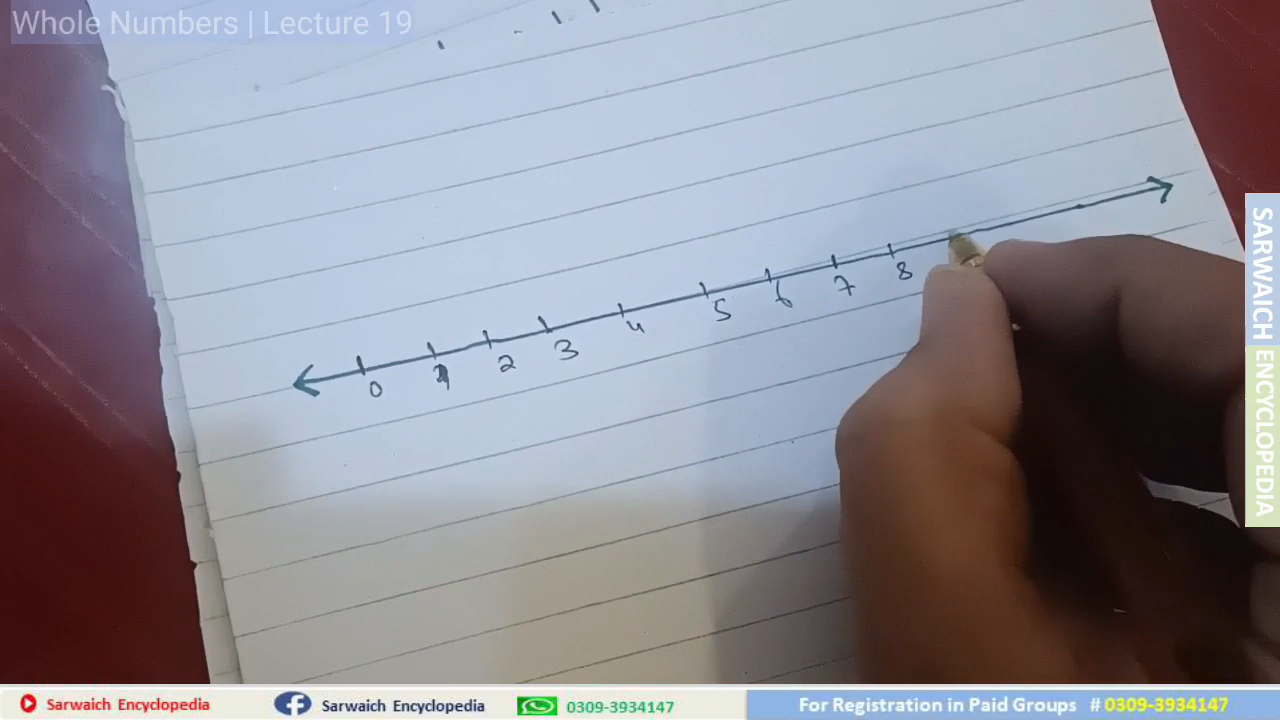 Whole Numbers | Lecture 19
0 1 2 3 4 5 6 7 8
SARWAICH ENCYCLOPEDIA
Sarwaich Encyclopedia Sarwaich Encyclopedia 0309-3934147 For Registration in Paid Groups # 0309-3934147